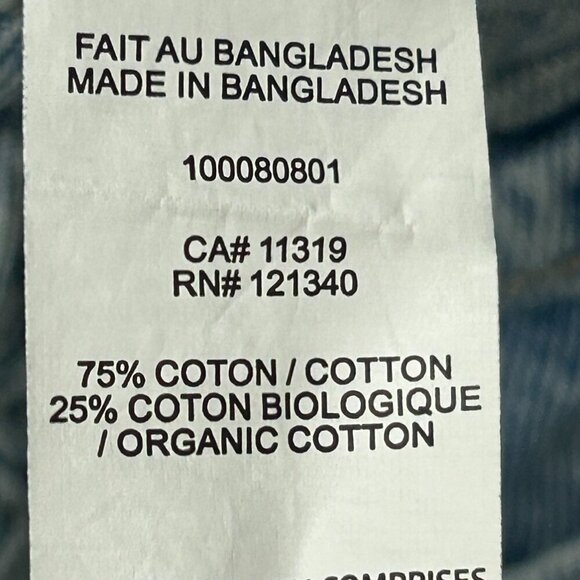 FAIT AU BANGLADESH
MADE IN BANGLADESH
100080801
CA# 11319
RN# 121340
75% COTON / COTTON
25% COTON BIOLOGIQUE
/ ORGANIC COTTON
COMPRISES